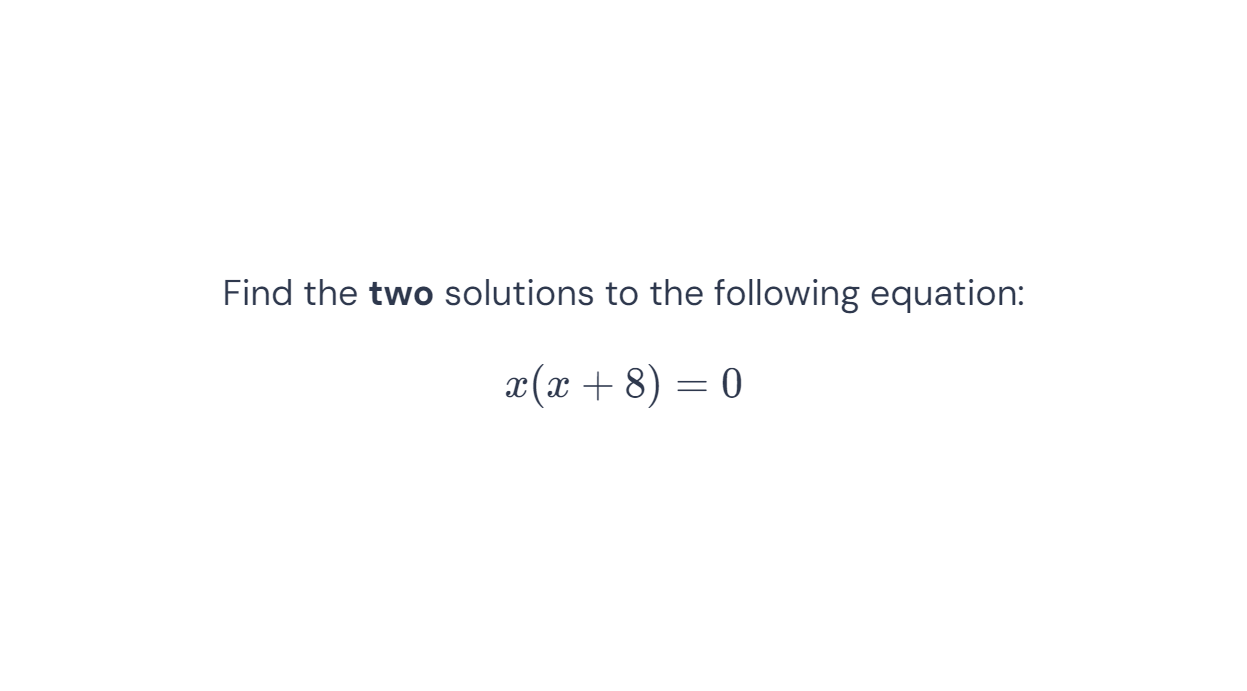 Find the two solutions to the following equation:
x(x + 8) = 0